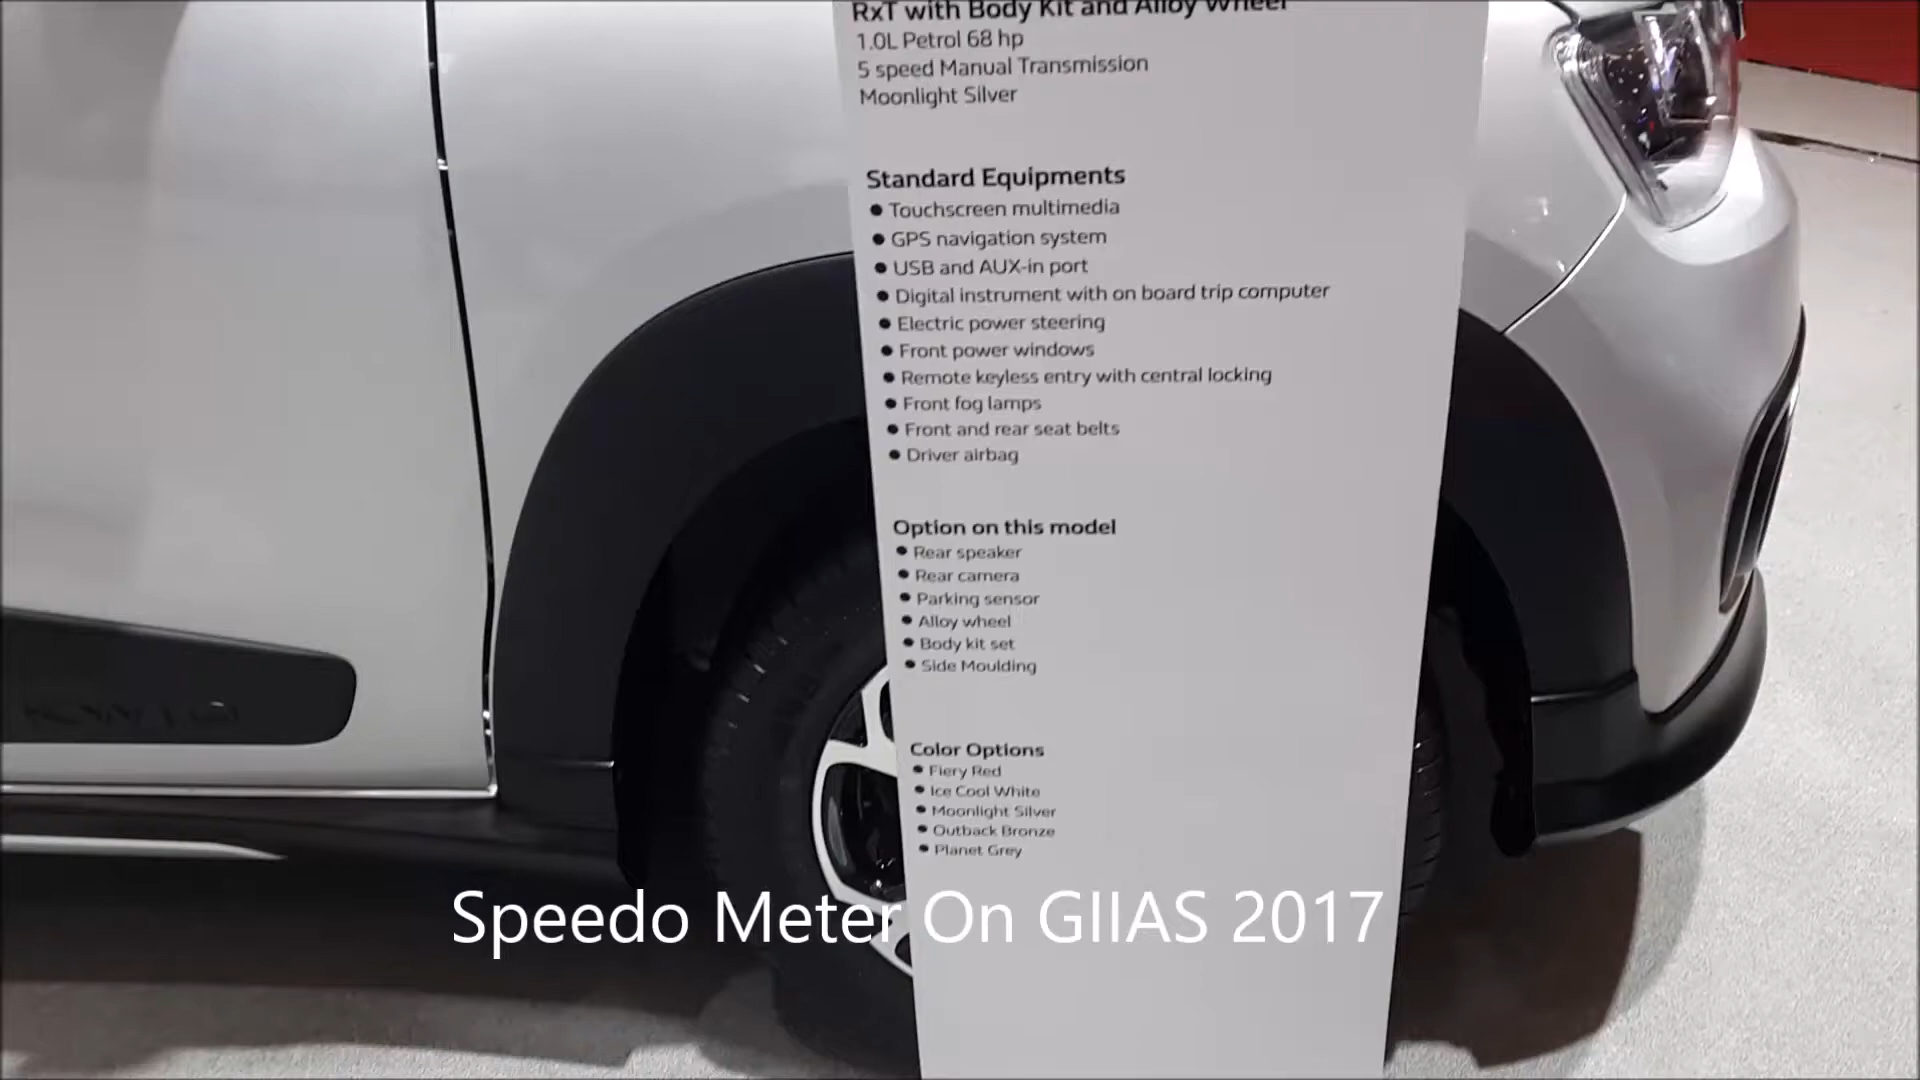 RxT with Body Kit and Alloy Wheel
1.0L Petrol 68 hp
5 speed Manual Transmission
Moonlight Silver
Standard Equipments
● Touchscreen multimedia
● GPS navigation system
● USB and AUX-in port
● Digital instrument with on board trip computer
● Electric power steering
● Front power windows
● Remote keyless entry with central locking
● Front fog lamps
● Front and rear seat belts
● Driver airbag
Option on this model
● Rear speaker
● Rear camera
● Parking sensor
● Alloy wheel
● Body kit set
● Side Moulding
Color Options
● Fiery Red
● Ice Cool White
● Moonlight Silver
● Outback Bronze
● Planet Grey
Speedo Meter On GIIAS 2017